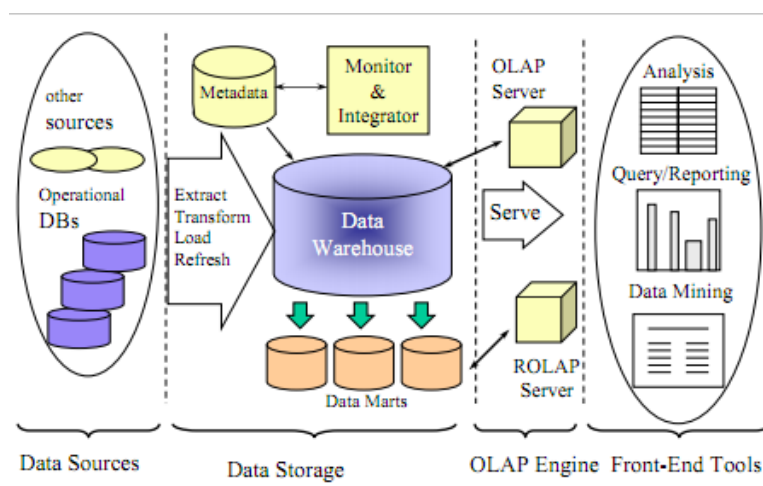 other
sources
Operational
DBs
Extract
Transform
Load
Refresh
Metadata
Monitor
&
Integrator
Data
Warehouse
Data Marts
OLAP
Server
Serve
ROLAP
Server
Analysis
Query/Reporting
Data Mining
Data Sources
Data Storage
OLAP Engine
Front-End Tools